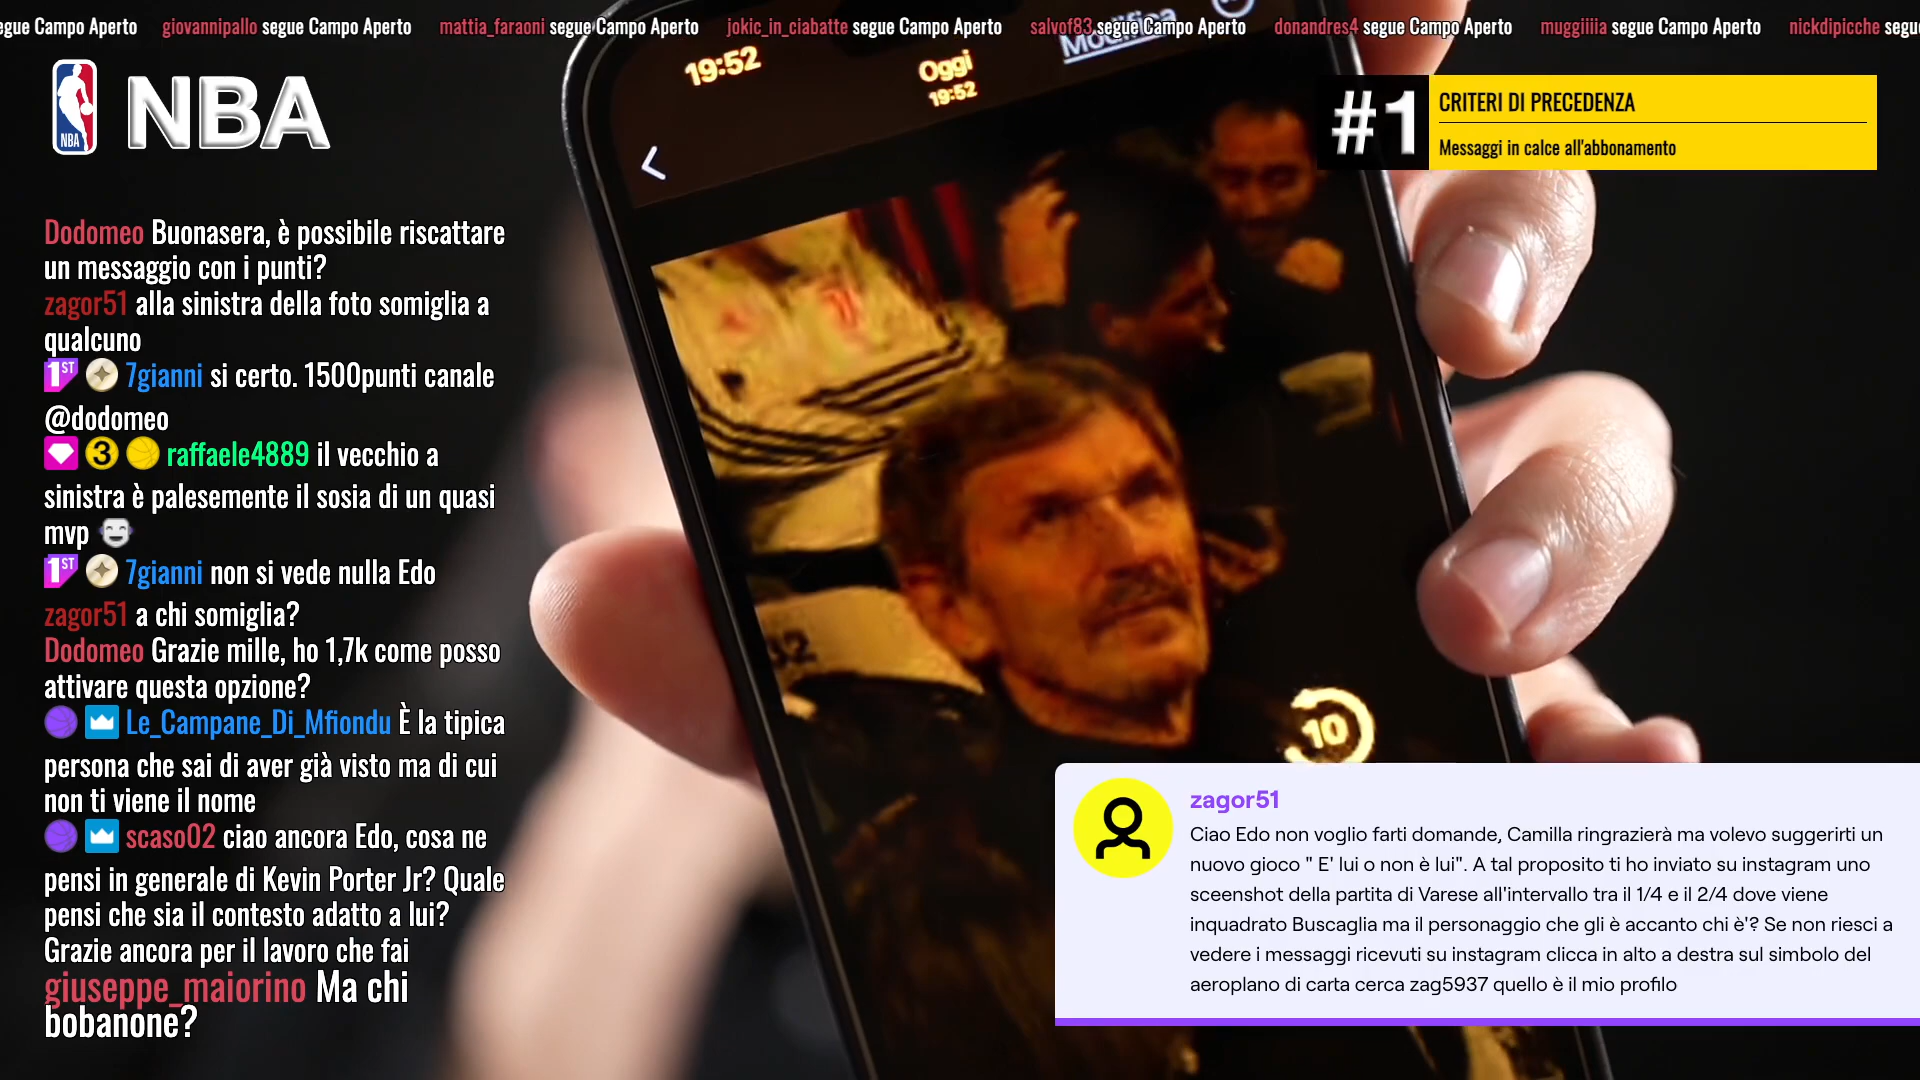 egue Campo Aperto giovannipallo segue Campo Aperto mattia_faraoni segue Campo Aperto jokic_in_ciabatte segue Campo Aperto salvof83 segue Campo Aperto donandres4 segue Campo Aperto muggiiiia segue Campo Aperto nickdipicche segu
19:52
Oggi
19:52
Modifica
NBA
NBA
#1
CRITERI DI PRECEDENZA
Messaggi in calce all'abbonamento
Dodomeo Buonasera, è possibile riscattare
un messaggio con i punti?
zagor51 alla sinistra della foto somiglia a
qualcuno
1ST 7gianni si certo. 1500punti canale
@dodomeo
3 raffaele4889 il vecchio a
sinistra è palesemente il sosia di un quasi
mvp
1ST 7gianni non si vede nulla Edo
zagor51 a chi somiglia?
Dodomeo Grazie mille, ho 1,7k come posso
attivare questa opzione?
Le_Campane_Di_Mfiondu È la tipica
persona che sai di aver già visto ma di cui
non ti viene il nome
scaso02 ciao ancora Edo, cosa ne
pensi in generale di Kevin Porter Jr? Quale
pensi che sia il contesto adatto a lui?
Grazie ancora per il lavoro che fai
giuseppe_maiorino Ma chi
bobanone?
32
10
zagor51
Ciao Edo non voglio farti domande, Camilla ringrazierà ma volevo suggerirti un
nuovo gioco " E' lui o non è lui". A tal proposito ti ho inviato su instagram uno
sceenshot della partita di Varese all'intervallo tra il 1/4 e il 2/4 dove viene
inquadrato Buscaglia ma il personaggio che gli è accanto chi è'? Se non riesci a
vedere i messaggi ricevuti su instagram clicca in alto a destra sul simbolo del
aeroplano di carta cerca zag5937 quello è il mio profilo